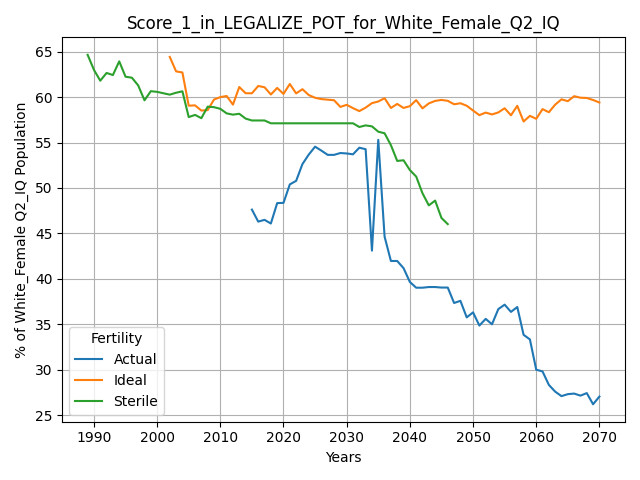 Score_1_in_LEGALIZE_POT_for_White_Female_Q2_IQ
% of White_Female Q2_IQ Population
65
60
55
50
45
40
35
30
25
Fertility
Actual
Ideal
Sterile
1990 2000 2010 2020 2030 2040 2050 2060 2070
Years